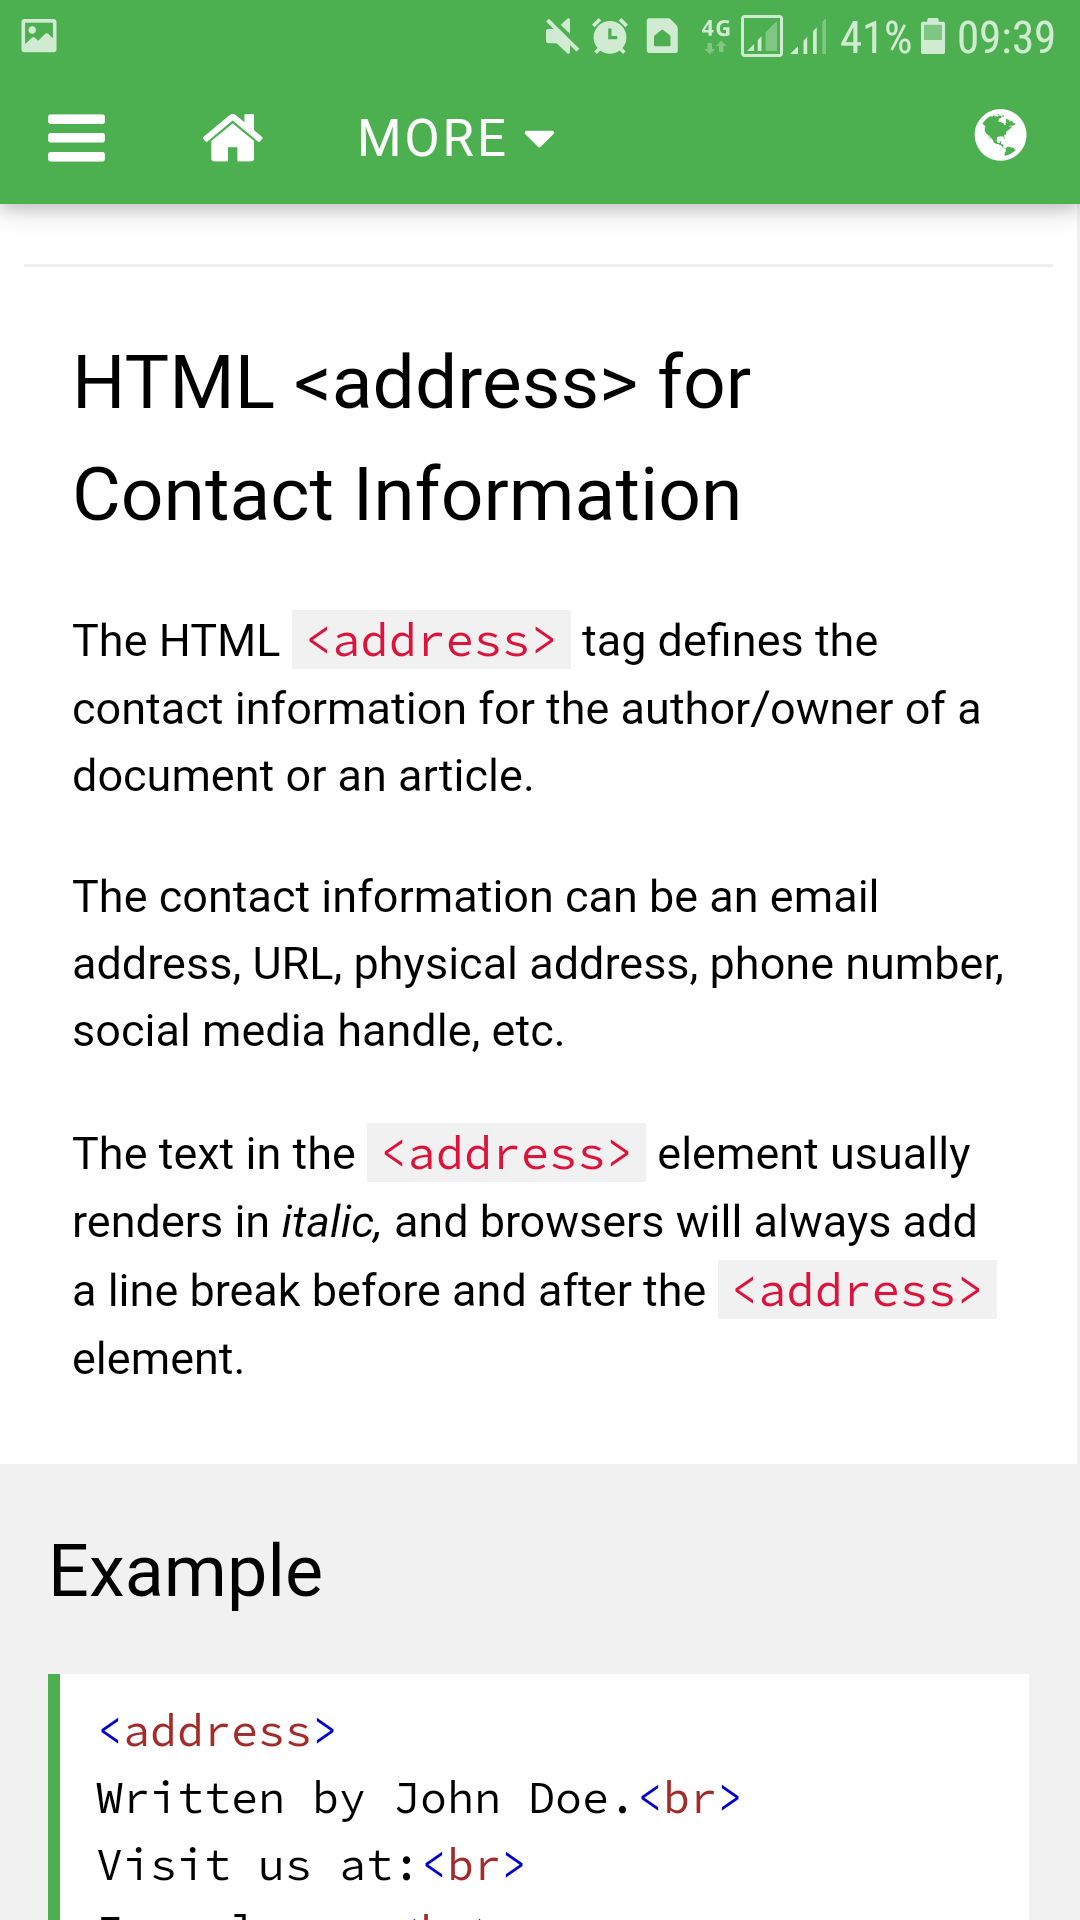 4G 41% 09:39
MORE
HTML <address> for
Contact Information
The HTML <address> tag defines the
contact information for the author/owner of a
document or an article.
The contact information can be an email
address, URL, physical address, phone number,
social media handle, etc.
The text in the <address> element usually
renders in italic, and browsers will always add
a line break before and after the <address>
element.
Example
<address>
Written by John Doe.<br>
Visit us at:<br>